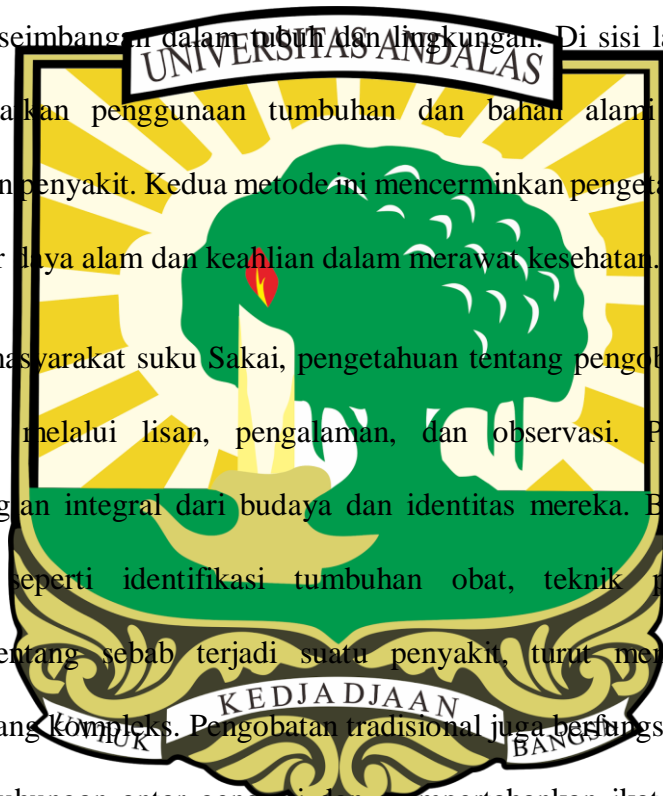 seimbangan dalam tubuh dan lingkungan. Di sisi la
UNIVERSITAS ANDALAS
kan penggunaan tumbuhan dan bahan alami
n penyakit. Kedua metode ini mencerminkan pengeta
r daya alam dan keahlian dalam merawat kesehatan.
masyarakat suku Sakai, pengetahuan tentang pengob
melalui lisan, pengalaman, dan observasi. P
gian integral dari budaya dan identitas mereka. B
seperti identifikasi tumbuhan obat, teknik p
entang sebab terjadi suatu penyakit, turut me
KEDJADJAAN
UNTUK BANGSA
ang kompleks. Pengobatan tradisional juga berfungs